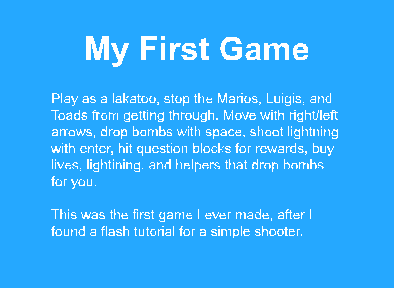 My First Game
Play as a lakatoo, stop the Marios, Luigis, and
Toads from getting through. Move with right/left
arrows, drop bombs with space, shoot lightning
with enter, hit question blocks for rewards, buy
lives, lightining, and helpers that drop bombs
for you.
This was the first game I ever made, after I
found a flash tutorial for a simple shooter.